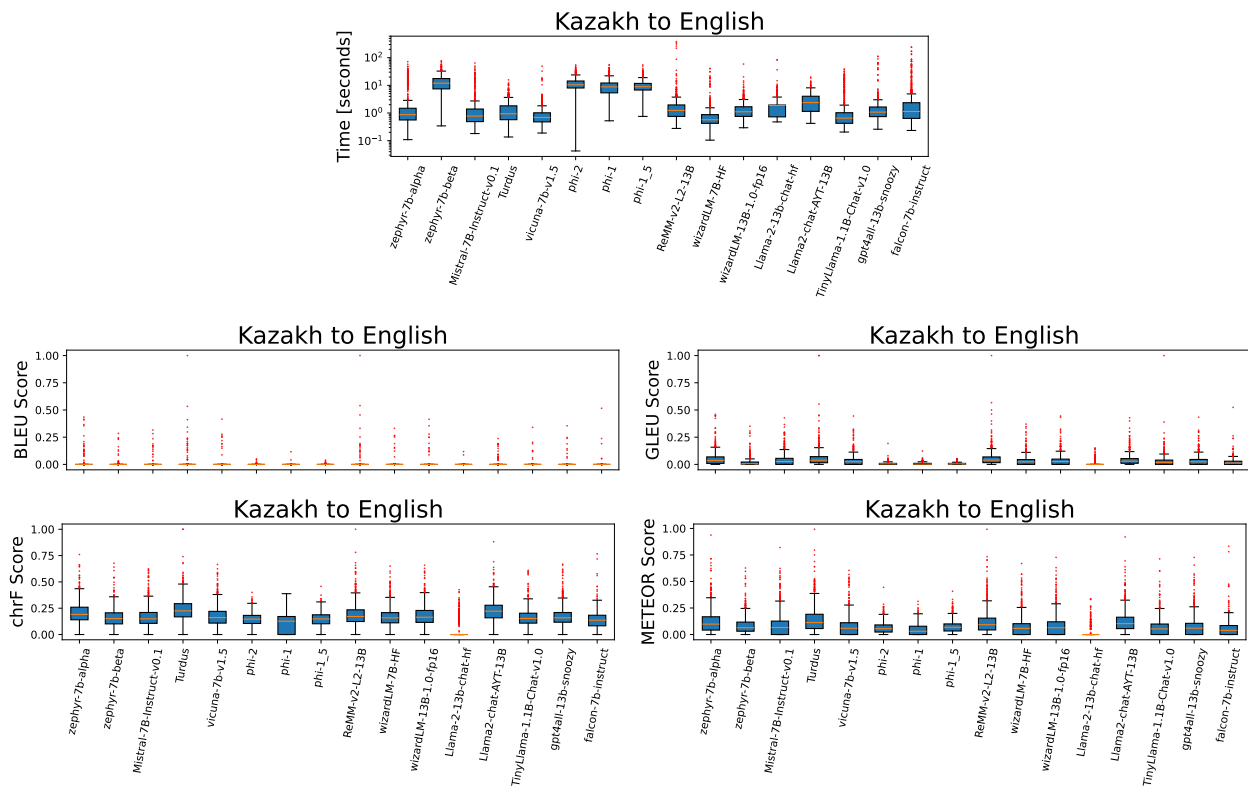 Kazakh to English
Time [seconds]
10²
10¹
10⁰
10⁻¹
zephyr-7b-alpha
zephyr-7b-beta
Mistral-7B-Instruct-v0.1
Turdus
vicuna-7b-v1.5
phi-2
phi-1
phi-1_5
ReMM-v2-L2-13B
wizardLM-7B-HF
wizardLM-13B-1.0-fp16
Llama-2-13b-chat-hf
Llama2-chat-AYT-13B
TinyLlama-1.1B-Chat-v1.0
gpt4all-13b-snoozy
falcon-7b-instruct
Kazakh to English
BLEU Score
1.00
0.75
0.50
0.25
0.00
Kazakh to English
GLEU Score
1.00
0.75
0.50
0.25
0.00
Kazakh to English
chrF Score
1.00
0.75
0.50
0.25
0.00
zephyr-7b-alpha
zephyr-7b-beta
Mistral-7B-Instruct-v0.1
Turdus
vicuna-7b-v1.5
phi-2
phi-1
phi-1_5
ReMM-v2-L2-13B
wizardLM-7B-HF
wizardLM-13B-1.0-fp16
Llama-2-13b-chat-hf
Llama2-chat-AYT-13B
TinyLlama-1.1B-Chat-v1.0
gpt4all-13b-snoozy
falcon-7b-instruct
Kazakh to English
METEOR Score
1.00
0.75
0.50
0.25
0.00
zephyr-7b-alpha
zephyr-7b-beta
Mistral-7B-Instruct-v0.1
Turdus
vicuna-7b-v1.5
phi-2
phi-1
phi-1_5
ReMM-v2-L2-13B
wizardLM-7B-HF
wizardLM-13B-1.0-fp16
Llama-2-13b-chat-hf
Llama2-chat-AYT-13B
TinyLlama-1.1B-Chat-v1.0
gpt4all-13b-snoozy
falcon-7b-instruct